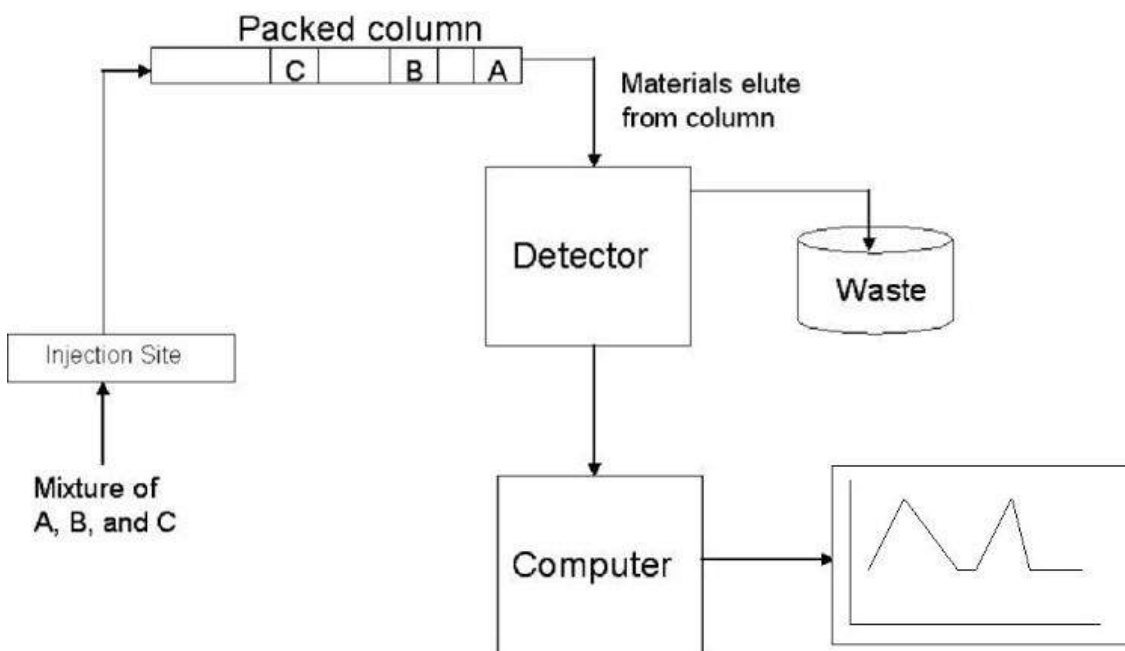 Packed column
C B A
Materials elute
from column
Detector
Waste
Injection Site
Mixture of
A, B, and C
Computer